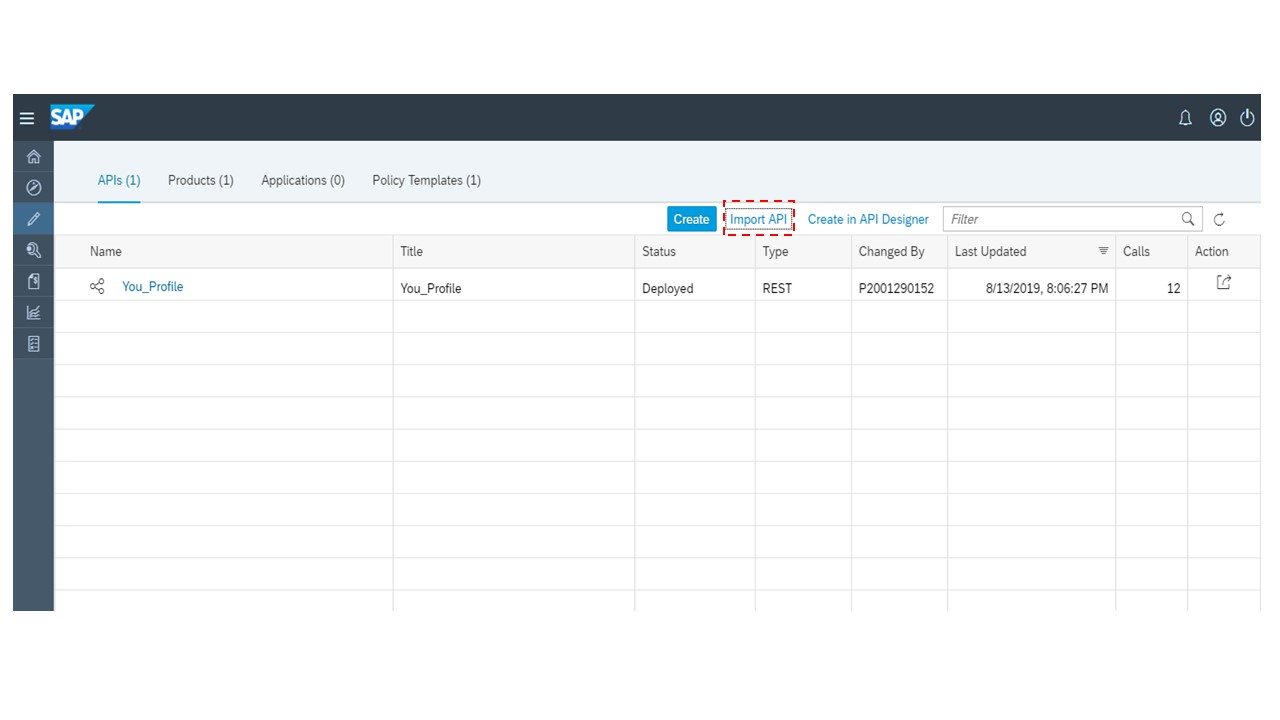 SAP
APIs (1) Products (1) Applications (0) Policy Templates (1)
Create Import API Create in API Designer Filter
Name Title Status Type Changed By Last Updated Calls Action
You_Profile You_Profile Deployed REST P2001290152 8/13/2019, 8:06:27 PM 12